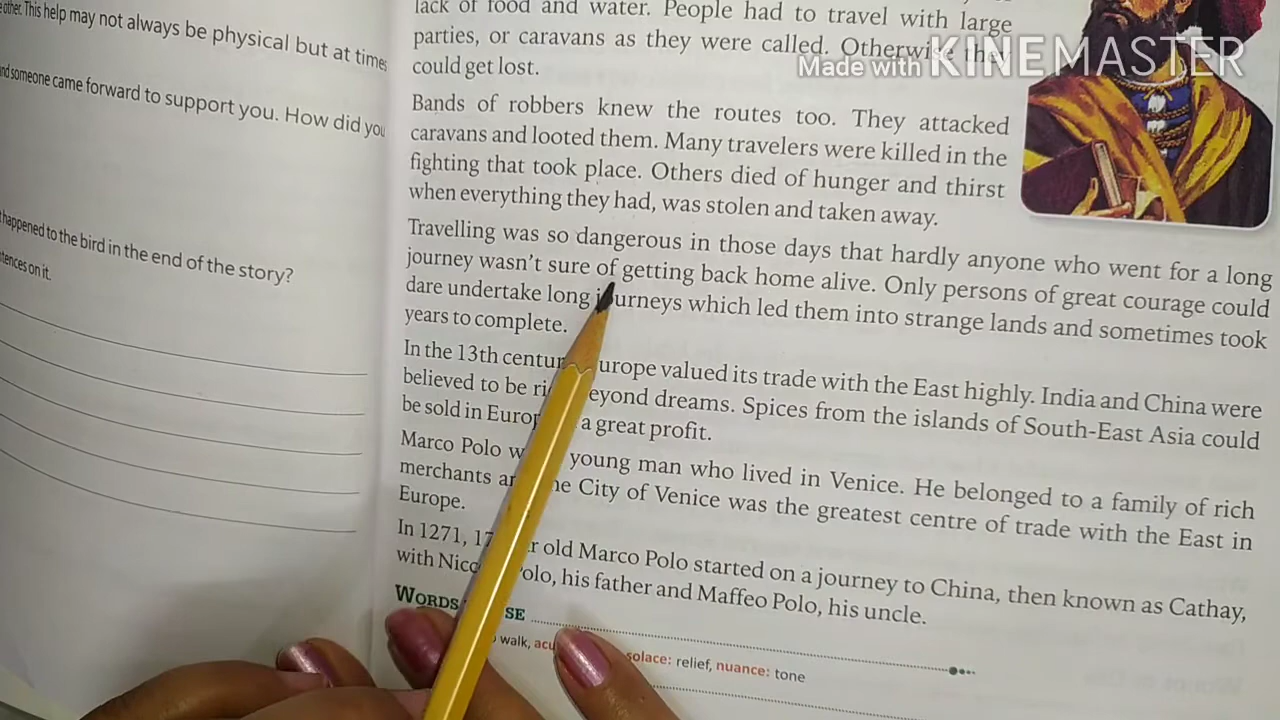 other. This help may not always be physical but at times
and someone came forward to support you. How did you
happened to the bird in the end of the story?
tences on it.
lack of food and water. People had to travel with large
parties, or caravans as they were called. Otherwise they
could get lost.
Bands of robbers knew the routes too. They attacked
caravans and looted them. Many travelers were killed in the
fighting that took place. Others died of hunger and thirst
when everything they had, was stolen and taken away.
Travelling was so dangerous in those days that hardly anyone who went for a long
journey wasn't sure of getting back home alive. Only persons of great courage could
dare undertake long journeys which led them into strange lands and sometimes took
years to complete.
In the 13th century Europe valued its trade with the East highly. India and China were
believed to be rich beyond dreams. Spices from the islands of South-East Asia could
be sold in Europe a great profit.
Marco Polo w young man who lived in Venice. He belonged to a family of rich
merchants and the City of Venice was the greatest centre of trade with the East in
Europe.
In 1271, 17 r old Marco Polo started on a journey to China, then known as Cathay,
with Nicc Polo, his father and Maffeo Polo, his uncle.
WORDS SE
walk, acu solace: relief, nuance: tone
Made with KINEMASTER